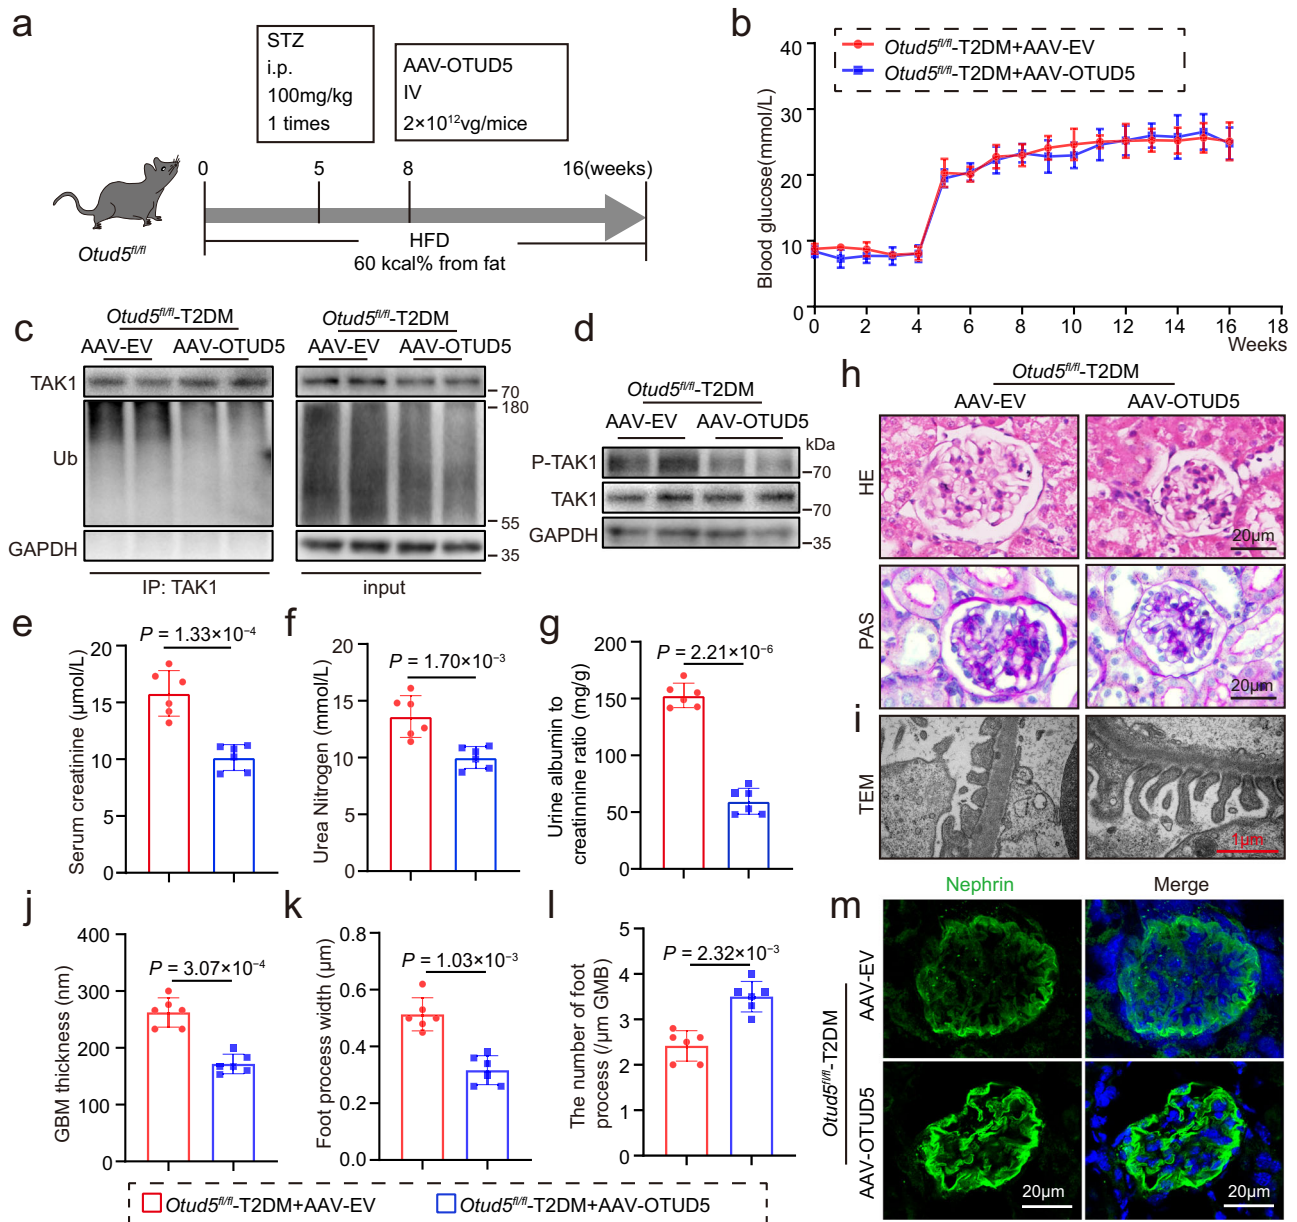 a
STZ
i.p.
100mg/kg
1 times
AAV-OTUD5
IV
2×10¹²vg/mice
0
5
8
16(weeks)
Otud5fl/fl
HFD
60 kcal% from fat
b
Otud5fl/fl-T2DM+AAV-EV
Otud5fl/fl-T2DM+AAV-OTUD5
Blood glucose(mmol/L)
40
30
20
10
0
0 2 4 6 8 10 12 14 16 18
Weeks
c
Otud5fl/fl-T2DM
Otud5fl/fl-T2DM
AAV-EV AAV-OTUD5
AAV-EV AAV-OTUD5
TAK1
70
180
Ub
55
GAPDH
35
IP: TAK1
input
d
Otud5fl/fl-T2DM
AAV-EV AAV-OTUD5
kDa
P-TAK1
70
TAK1
70
GAPDH
35
e
P = 1.33×10⁻⁴
Serum creatinine (μmol/L)
20
15
10
5
0
f
P = 1.70×10⁻³
Urea Nitrogen (mmol/L)
20
15
10
5
0
g
P = 2.21×10⁻⁶
Urine albumin to
creatinnine ratio (mg/g)
200
150
100
50
0
h
Otud5fl/fl-T2DM
AAV-EV
AAV-OTUD5
HE
20μm
PAS
20μm
i
TEM
1μm
j
P = 3.07×10⁻⁴
GBM thickness (nm)
400
300
200
100
0
k
P = 1.03×10⁻³
Foot process width (μm)
0.8
0.6
0.4
0.2
0.0
l
P = 2.32×10⁻³
The number of foot
process (/μm GMB)
5
4
3
2
1
0
m
Nephrin
Merge
Otud5fl/fl-T2DM
AAV-EV
AAV-OTUD5
20μm
20μm
Otud5fl/fl-T2DM+AAV-EV
Otud5fl/fl-T2DM+AAV-OTUD5